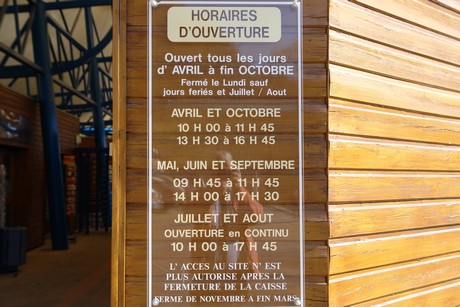 HORAIRES
D'OUVERTURE
Ouvert tous les jours
d' AVRIL à fin OCTOBRE
Fermé le Lundi sauf
jours feriés et Juillet / Aout
AVRIL ET OCTOBRE
10 H 00 à 11 H 45
13 H 30 à 16 H 45
MAI, JUIN ET SEPTEMBRE
09 H 45 à 11 H 45
14 H 00 à 17 H 30
JUILLET ET AOUT
OUVERTURE en CONTINU
10 H 00 à 17 H 45
L' ACCES AU SITE N' EST
PLUS AUTORISE APRES LA
FERMETURE DE LA CAISSE
FERME DE NOVEMBRE A FIN MARS